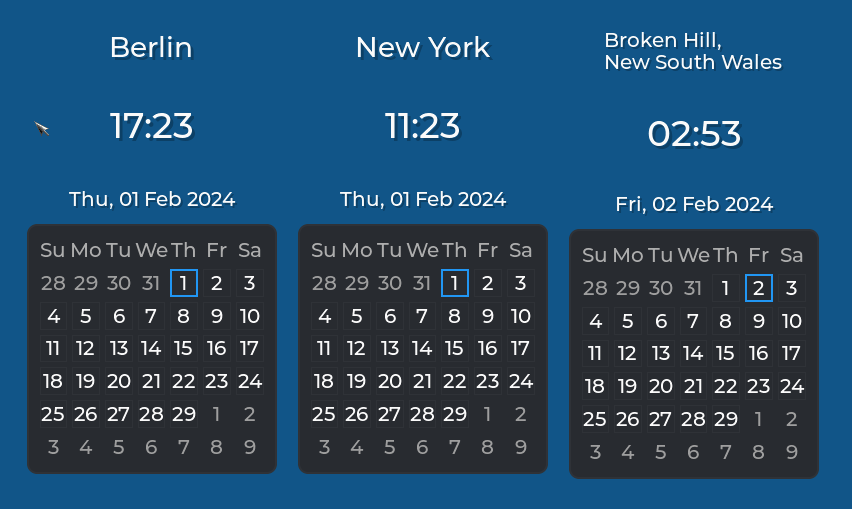 Berlin
17:23
Thu, 01 Feb 2024
Su Mo Tu We Th Fr Sa
28 29 30 31 1 2 3
4 5 6 7 8 9 10
11 12 13 14 15 16 17
18 19 20 21 22 23 24
25 26 27 28 29 1 2
3 4 5 6 7 8 9
New York
11:23
Thu, 01 Feb 2024
Su Mo Tu We Th Fr Sa
28 29 30 31 1 2 3
4 5 6 7 8 9 10
11 12 13 14 15 16 17
18 19 20 21 22 23 24
25 26 27 28 29 1 2
3 4 5 6 7 8 9
Broken Hill,
New South Wales
02:53
Fri, 02 Feb 2024
Su Mo Tu We Th Fr Sa
28 29 30 31 1 2 3
4 5 6 7 8 9 10
11 12 13 14 15 16 17
18 19 20 21 22 23 24
25 26 27 28 29 1 2
3 4 5 6 7 8 9